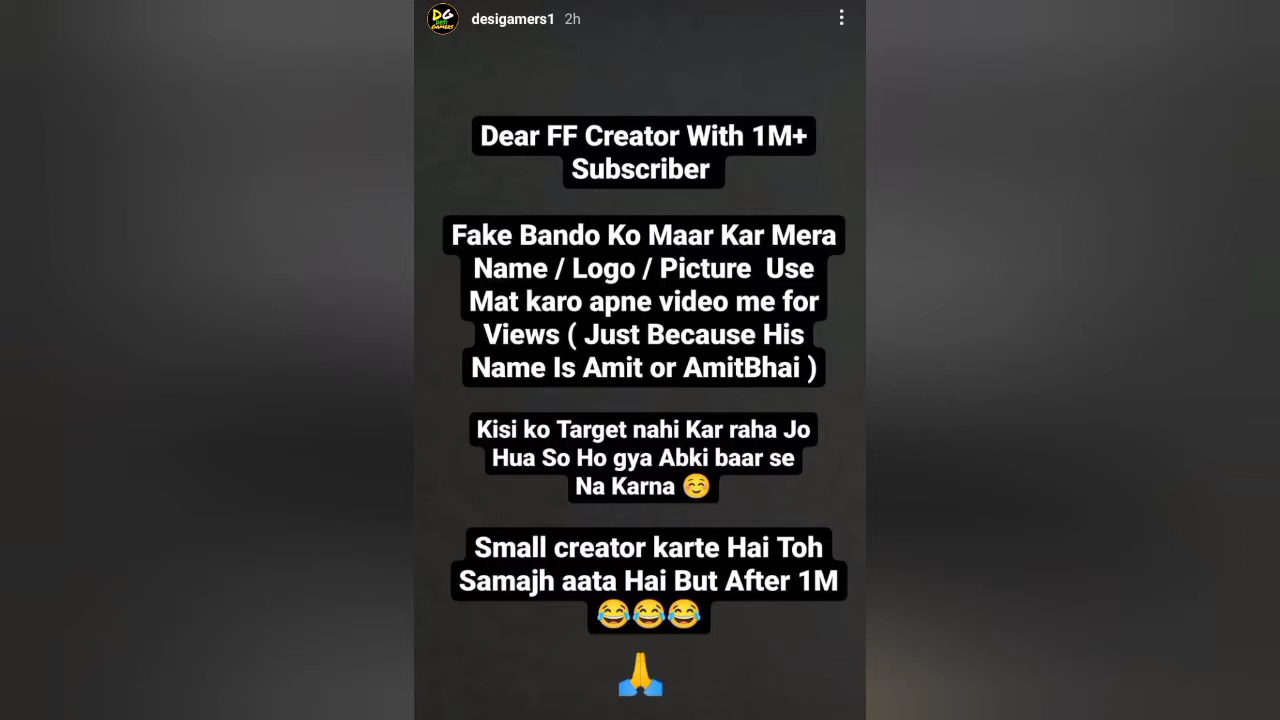 DG
DESI
GAMERS
desigamers1 2h
Dear FF Creator With 1M+
Subscriber
Fake Bando Ko Maar Kar Mera
Name / Logo / Picture Use
Mat karo apne video me for
Views ( Just Because His
Name Is Amit or AmitBhai )
Kisi ko Target nahi Kar raha Jo
Hua So Ho gya Abki baar se
Na Karna ☺️
Small creator karte Hai Toh
Samajh aata Hai But After 1M
😂😂😂
🙏